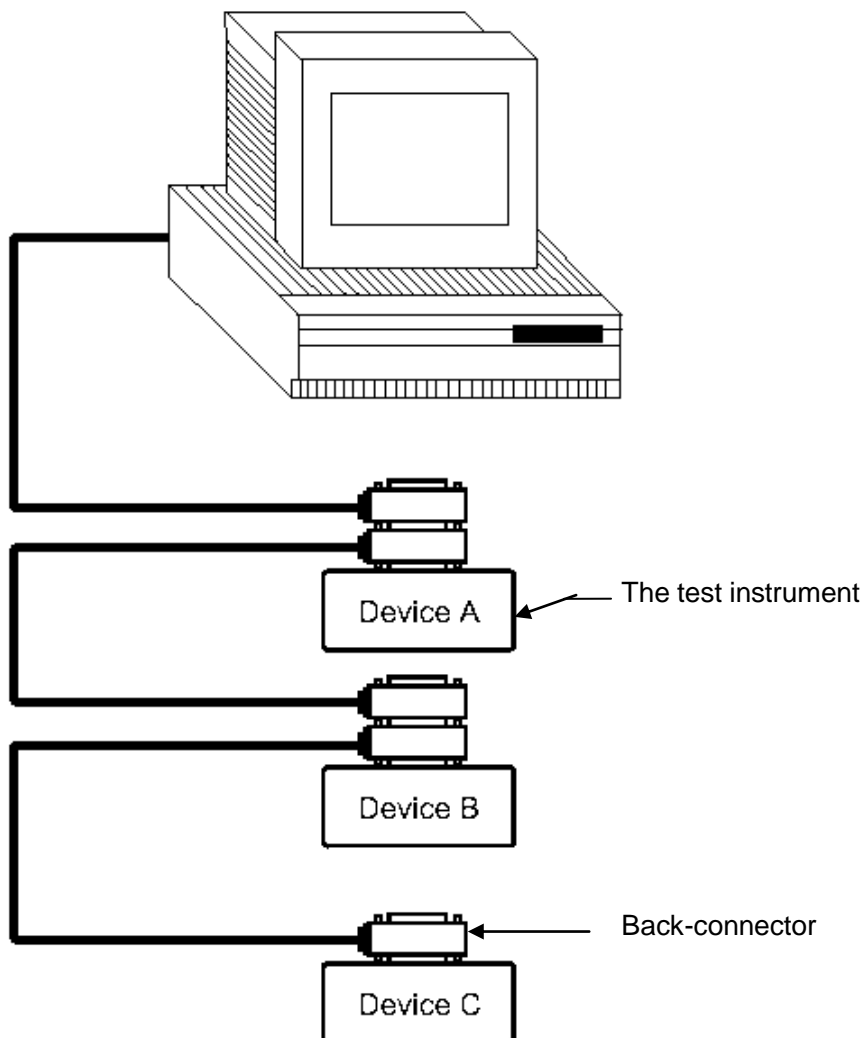 Device A
The test instrument
Device B
Back-connector
Device C